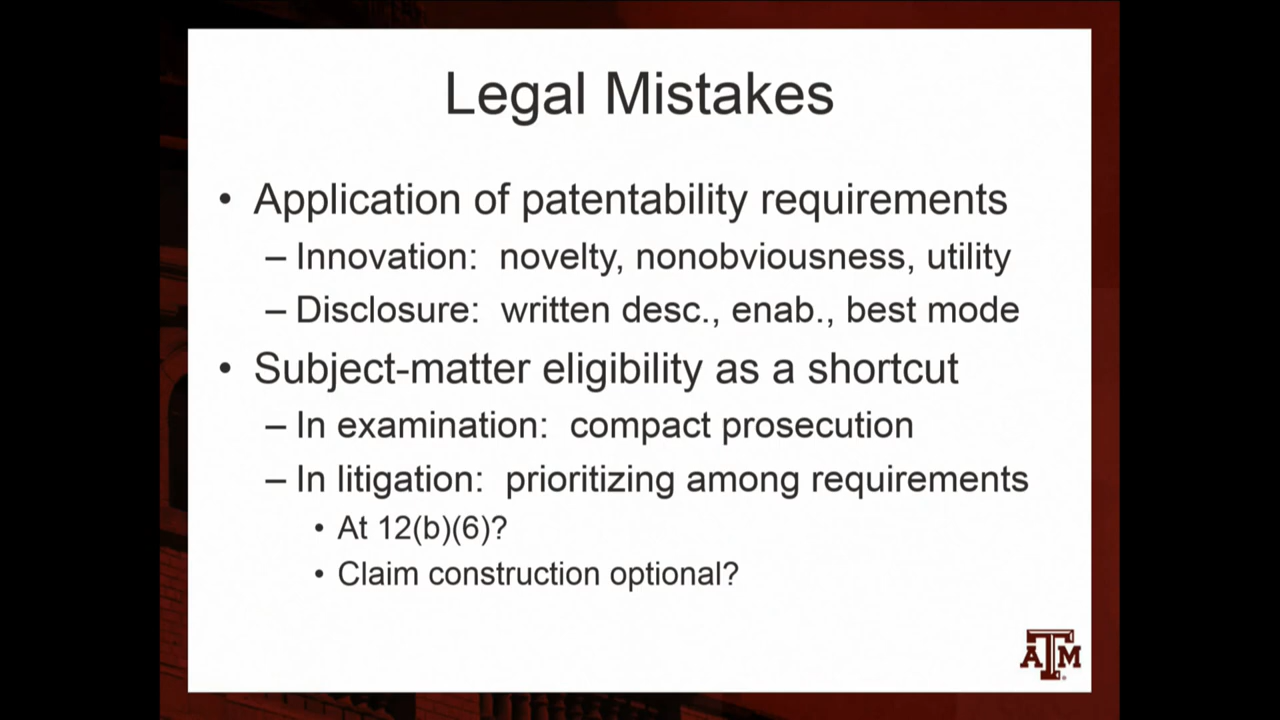 Legal Mistakes
• Application of patentability requirements
– Innovation: novelty, nonobviousness, utility
– Disclosure: written desc., enab., best mode
• Subject-matter eligibility as a shortcut
– In examination: compact prosecution
– In litigation: prioritizing among requirements
• At 12(b)(6)?
• Claim construction optional?
ATM